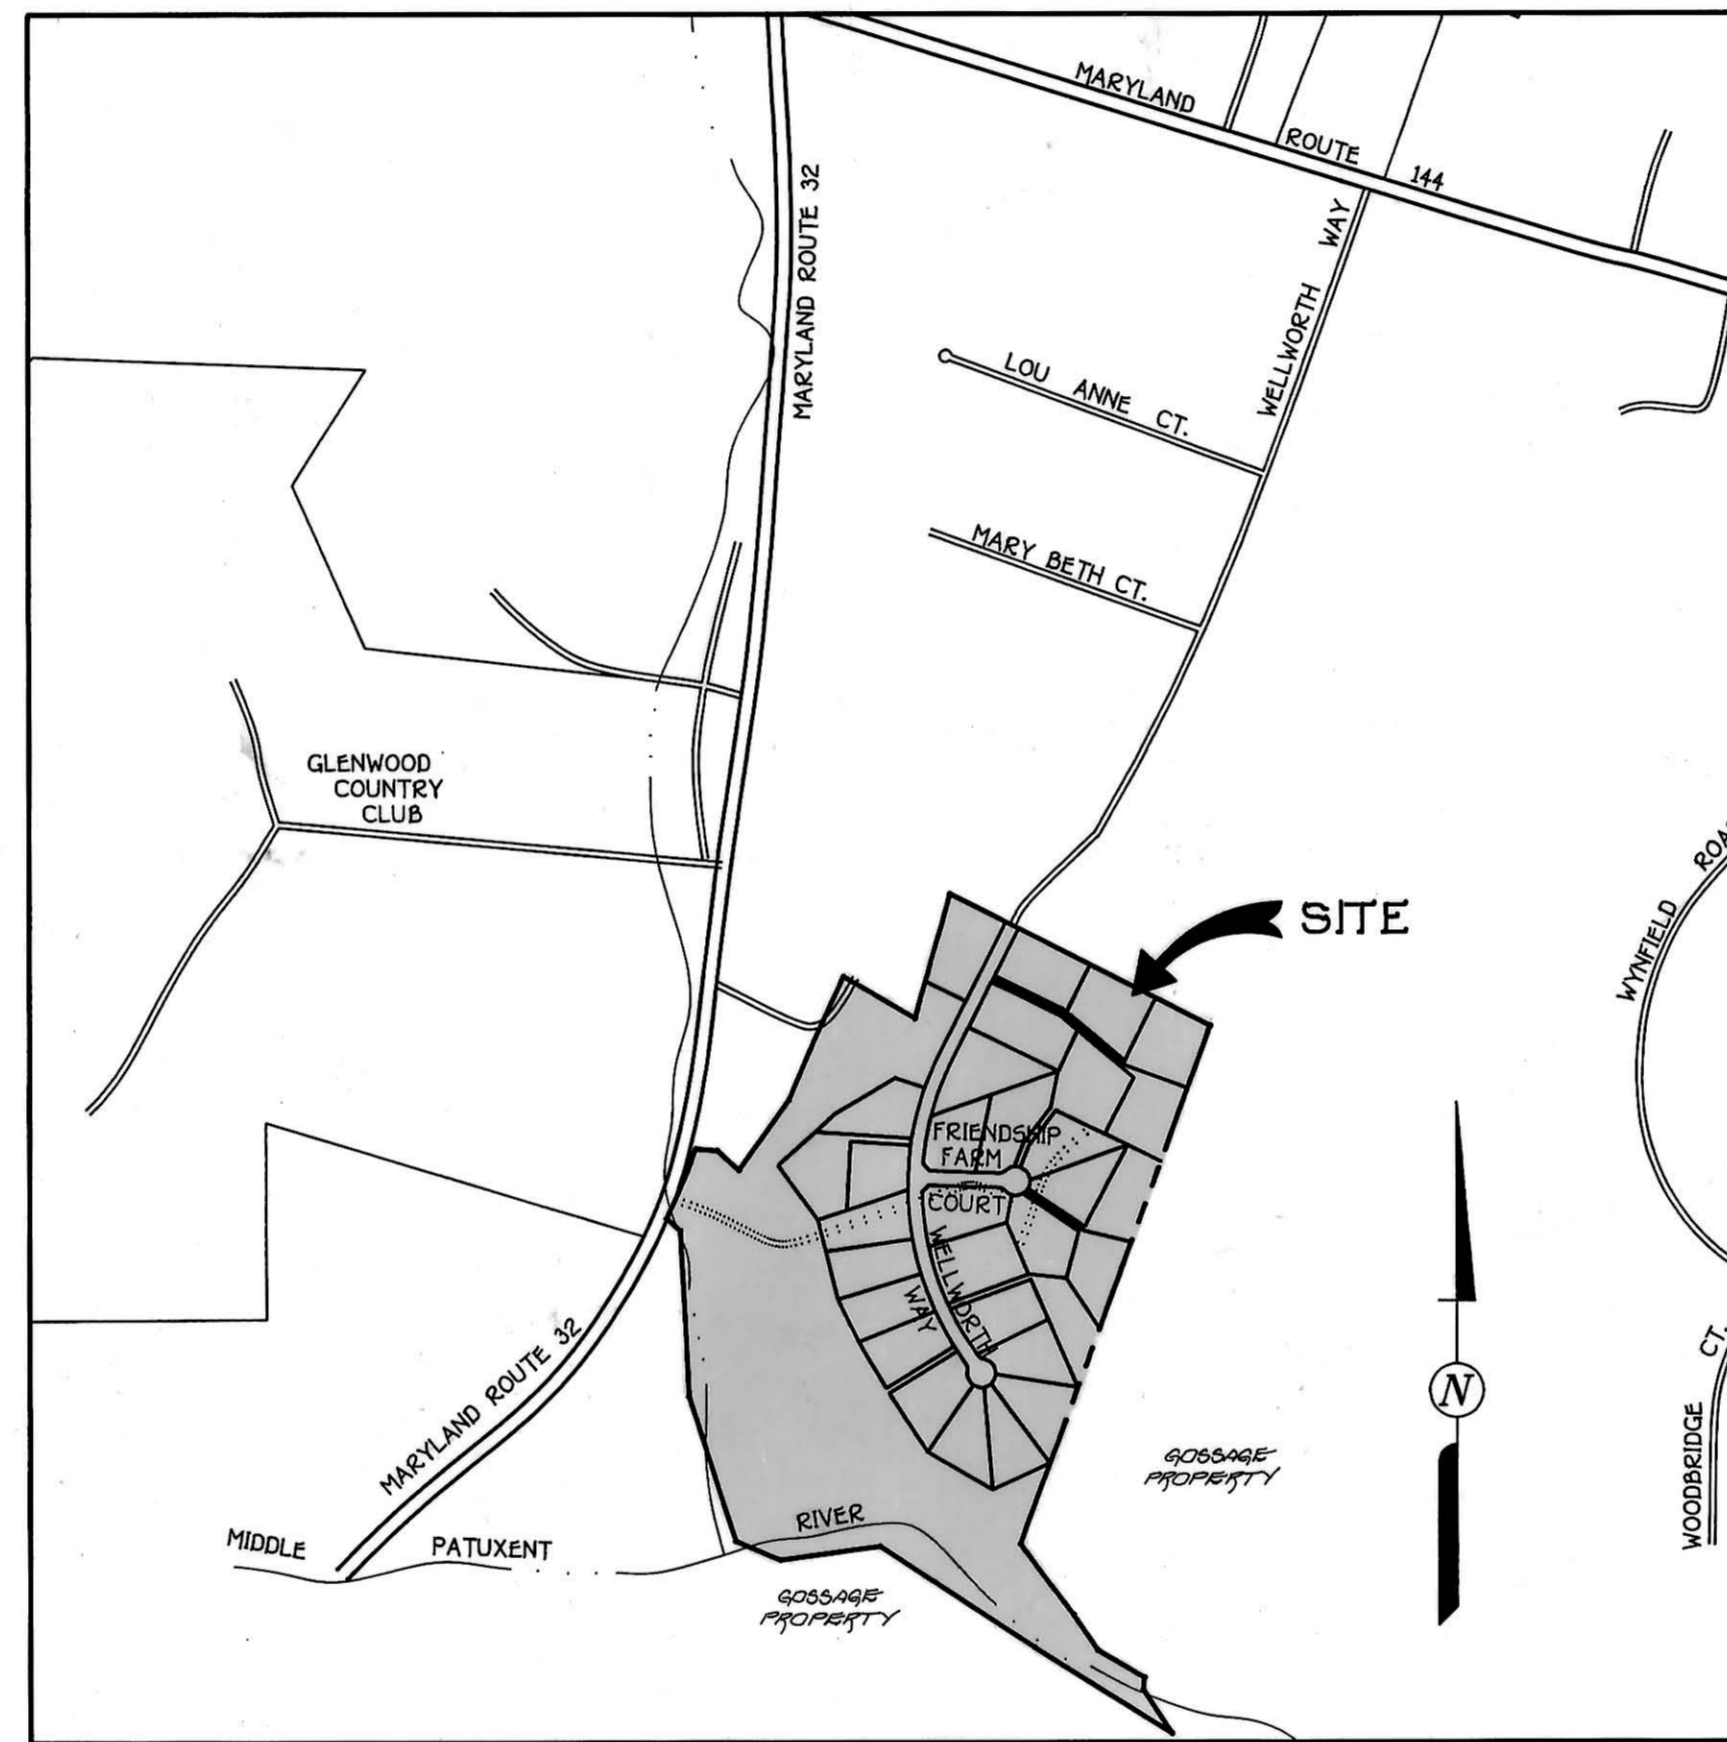 MARYLAND ROUTE 144
MARYLAND ROUTE 32
WELLWORTH WAY
LOU ANNE CT.
MARY BETH CT.
GLENWOOD
COUNTRY
CLUB
SITE
WYNFIELD
FRIENDSHIP
FARM
COURT
WELLWORTH
WAY
MARYLAND ROUTE 32
N
WOODBRIDGE CT.
GOSSAGE
PROPERTY
MIDDLE PATUXENT RIVER
GOSSAGE
PROPERTY